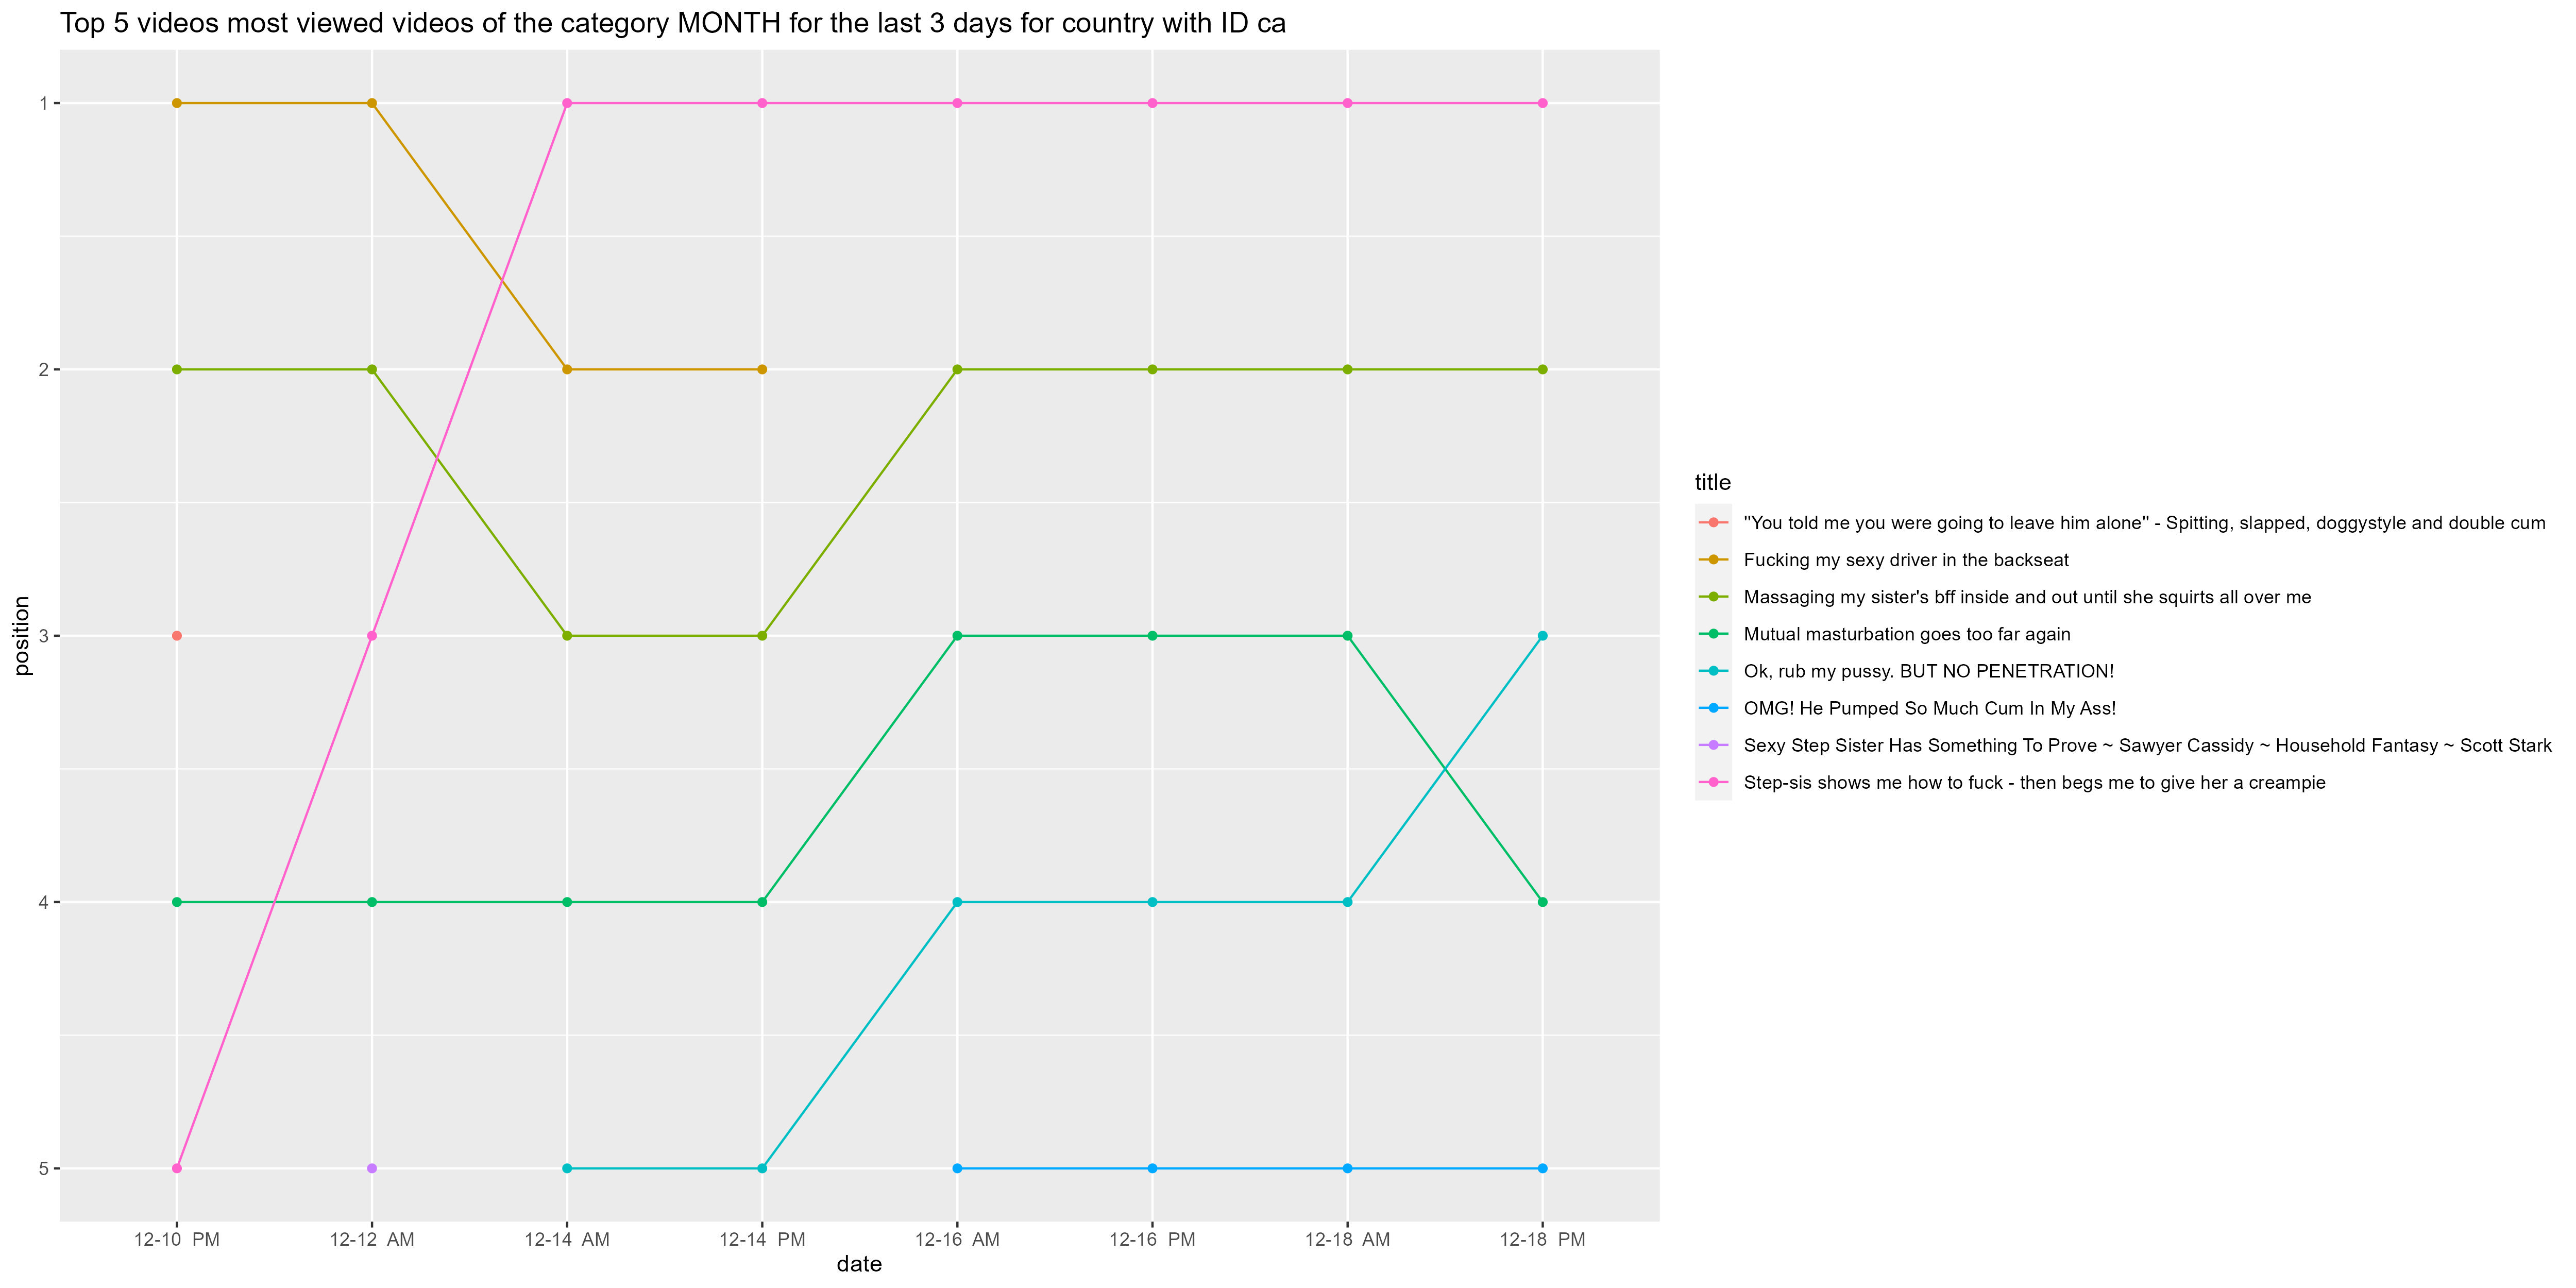 Top 5 videos most viewed videos of the category MONTH for the last 3 days for country with ID ca
position
1
2
3
4
5
12-10 PM
12-12 AM
12-14 AM
12-14 PM
12-16 AM
12-16 PM
12-18 AM
12-18 PM
date
title
"You told me you were going to leave him alone" - Spitting, slapped, doggystyle and double cum
Fucking my sexy driver in the backseat
Massaging my sister's bff inside and out until she squirts all over me
Mutual masturbation goes too far again
Ok, rub my pussy. BUT NO PENETRATION!
OMG! He Pumped So Much Cum In My Ass!
Sexy Step Sister Has Something To Prove ~ Sawyer Cassidy ~ Household Fantasy ~ Scott Stark
Step-sis shows me how to fuck - then begs me to give her a creampie